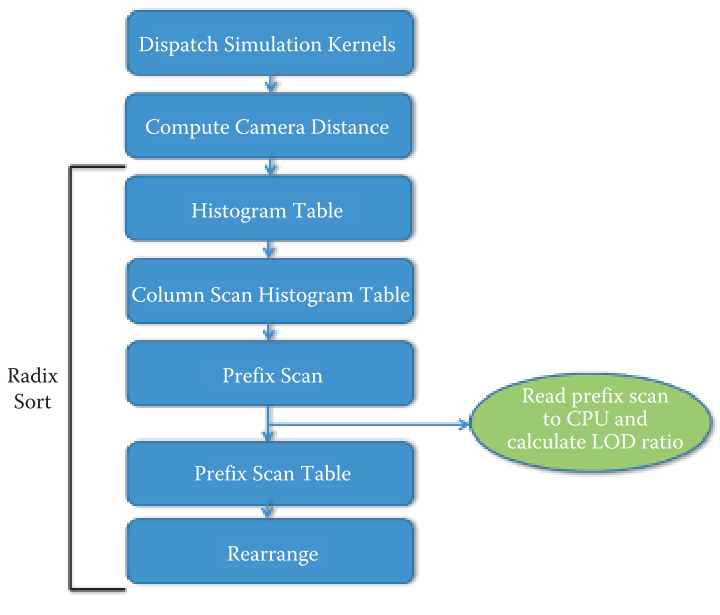 Dispatch Simulation Kernels
Compute Camera Distance
Histogram Table
Column Scan Histogram Table
Radix
Sort
Prefix Scan
Read prefix scan
to CPU and
calculate LOD ratio
Prefix Scan Table
Rearrange